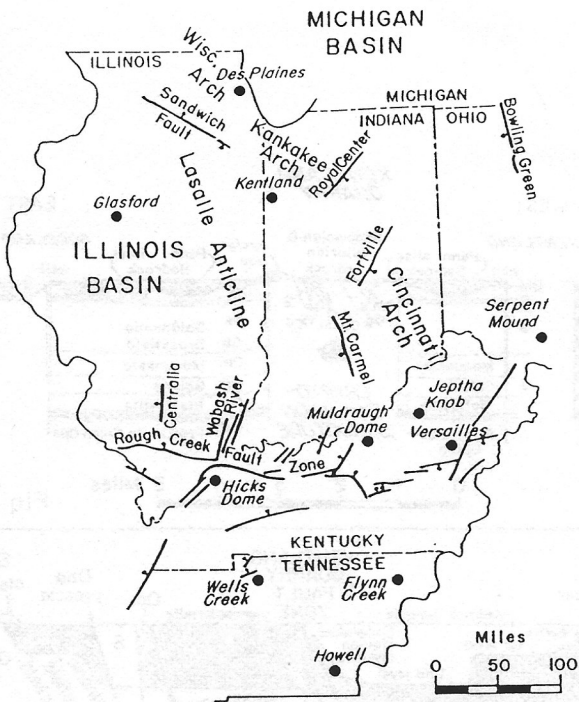 MICHIGAN
BASIN
ILLINOIS
Wisc.
Arch
Des Plaines
MICHIGAN
INDIANA
OHIO
Sandwich
Fault
Kankakee
Arch
Royal Center
Bowling Green
Kentland
Lasalle
Anticline
Glasford
ILLINOIS
BASIN
Fortville
Cincinnati
Arch
Mt. Carmel
Serpent
Mound
Centralia
Wabash
River
Jeptha
Knob
Muldraugh
Dome
Versailles
Rough Creek Fault Zone
Hicks
Dome
KENTUCKY
TENNESSEE
Wells
Creek
Flynn
Creek
Howell
Miles
0 50 100